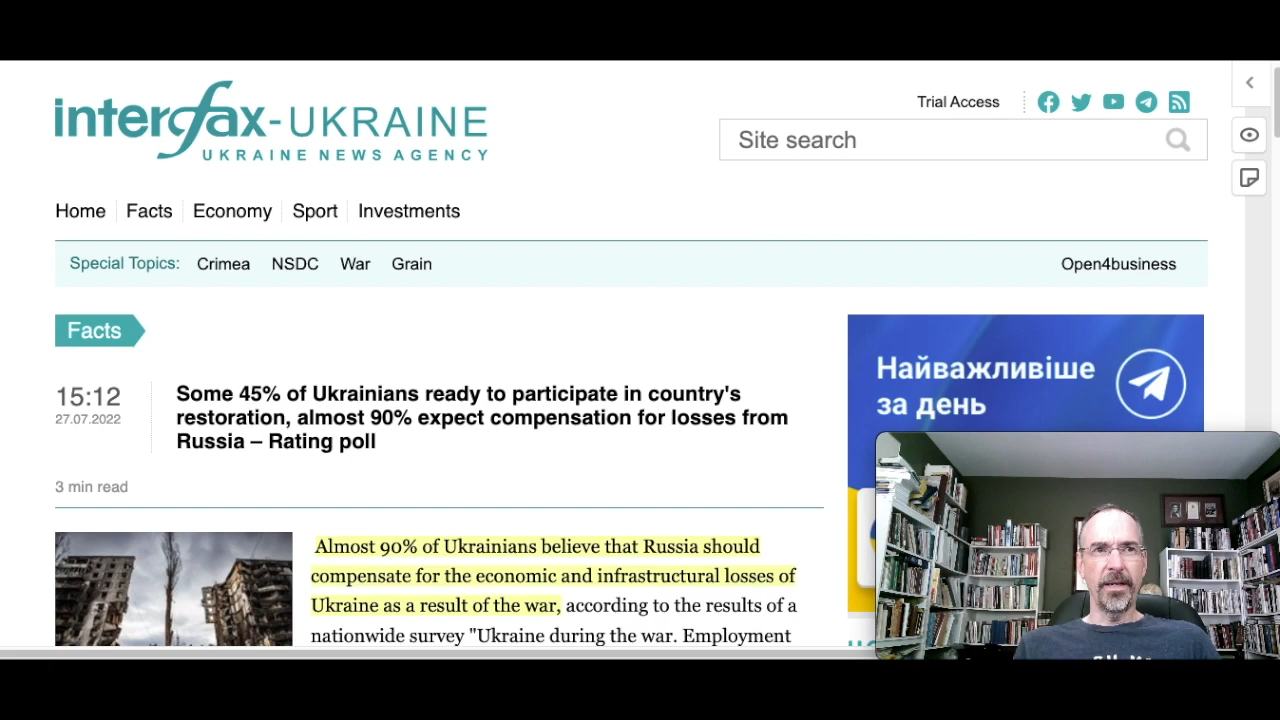 interfax-UKRAINE
UKRAINE NEWS AGENCY
Trial Access
Site search
Home Facts Economy Sport Investments
Special Topics: Crimea NSDC War Grain Open4business
Facts
15:12
27.07.2022
Some 45% of Ukrainians ready to participate in country's
restoration, almost 90% expect compensation for losses from
Russia – Rating poll
3 min read
Almost 90% of Ukrainians believe that Russia should
compensate for the economic and infrastructural losses of
Ukraine as a result of the war, according to the results of a
nationwide survey "Ukraine during the war. Employment
Найважливіше
за день